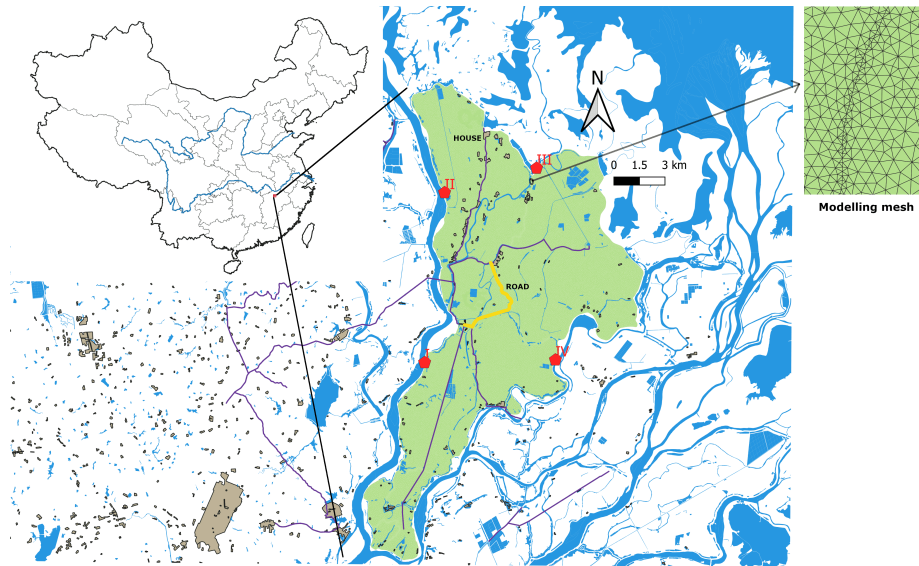 N
HOUSE
III
0 1.5 3 km
II
Modelling mesh
ROAD
I
IV